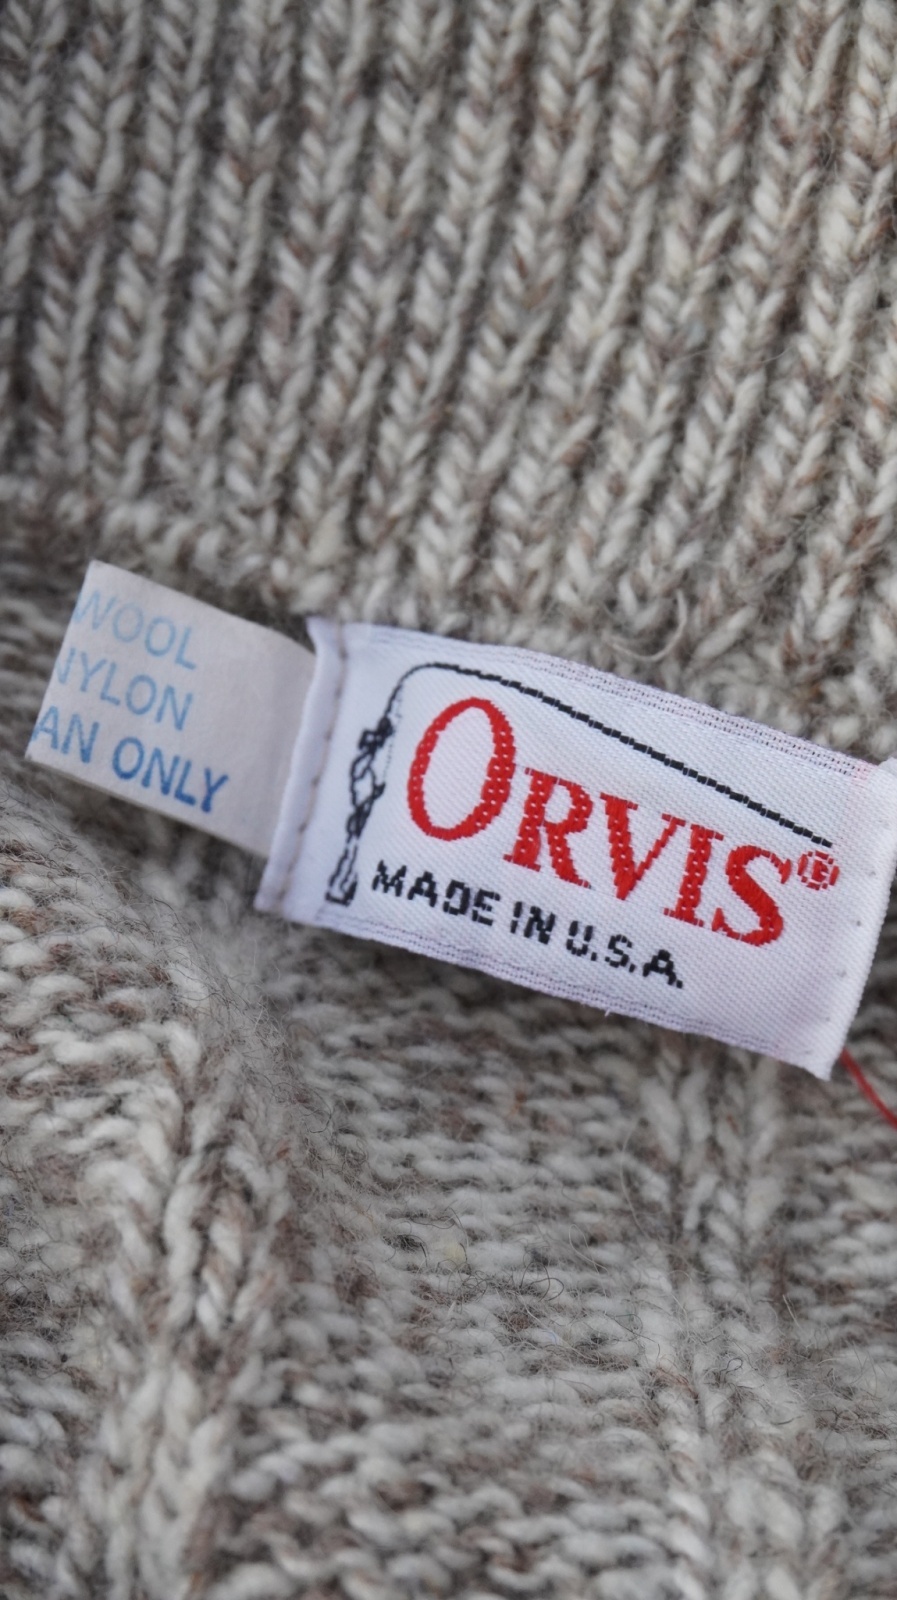 WOOL
NYLON
AN ONLY
ORVIS®
MADE IN U.S.A.